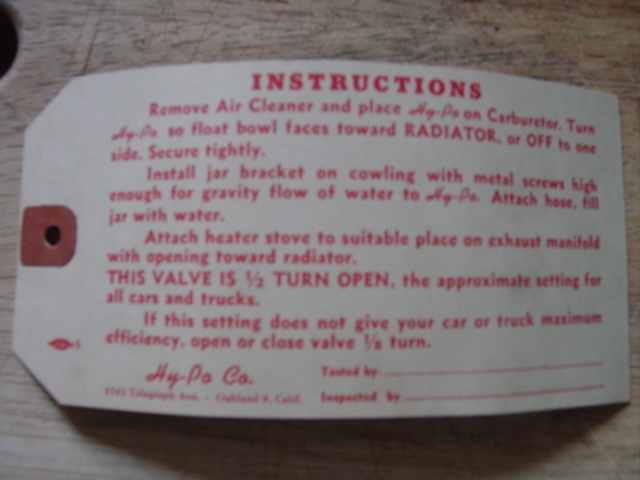 INSTRUCTIONS
Remove Air Cleaner and place Hy-Po on Carburetor. Turn
Hy-Po so float bowl faces toward RADIATOR, or OFF to one
side. Secure tightly.
Install jar bracket on cowling with metal screws high
enough for gravity flow of water to Hy-Po. Attach hose, fill
jar with water.
Attach heater stove to suitable place on exhaust manifold
with opening toward radiator.
THIS VALVE IS ½ TURN OPEN, the approximate setting for
all cars and trucks.
If this setting does not give your car or truck maximum
efficiency, open or close valve ⅛ turn.
Hy-Po Co.
Tested by
Telegraph Ave. - Oakland 9, Calif.
Inspected by